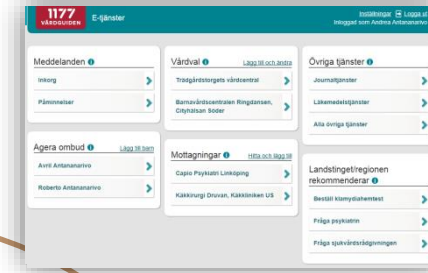 1177
VÅRDGUIDEN
E-tjänster
Inställningar Logga ut
Inloggad som Andrea Antananarivo
Meddelanden
Inkorg
Påminnelser
Agera ombud
Lägg till barn
Avril Antananarivo
Roberto Antananarivo
Vårdval
Lägg till och ändra
Trädgårdstorgets vårdcentral
Barnavårdscentralen Ringdansen,
Cityhälsan Söder
Mottagningar
Hitta och lägg till
Capio Psykiatri Linköping
Käkkirurgi Druvan, Käkkliniken US
Övriga tjänster
Journaltjänster
Läkemedelstjänster
Alla övriga tjänster
Landstinget/regionen
rekommenderar
Beställ klamydiahemtest
Fråga psykiatrin
Fråga sjukvårdsrådgivningen